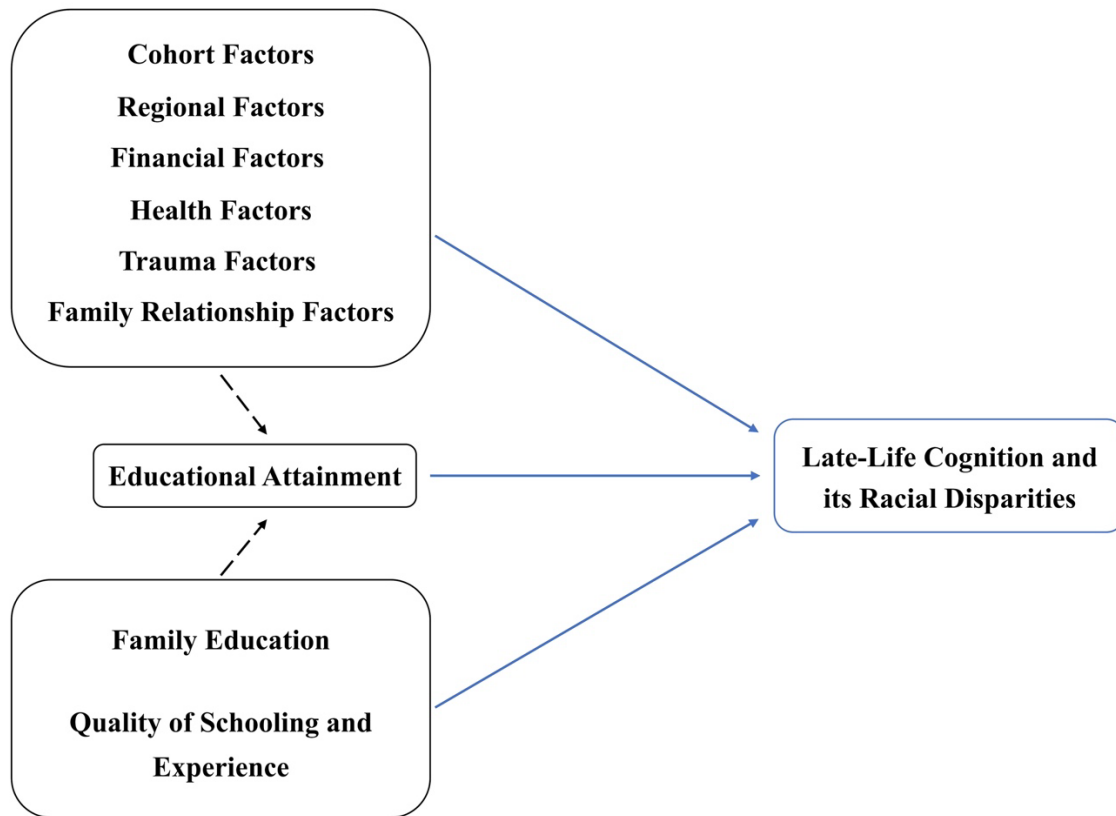 Cohort Factors
Regional Factors
Financial Factors
Health Factors
Trauma Factors
Family Relationship Factors
Educational Attainment
Family Education
Quality of Schooling and
Experience
Late-Life Cognition and
its Racial Disparities